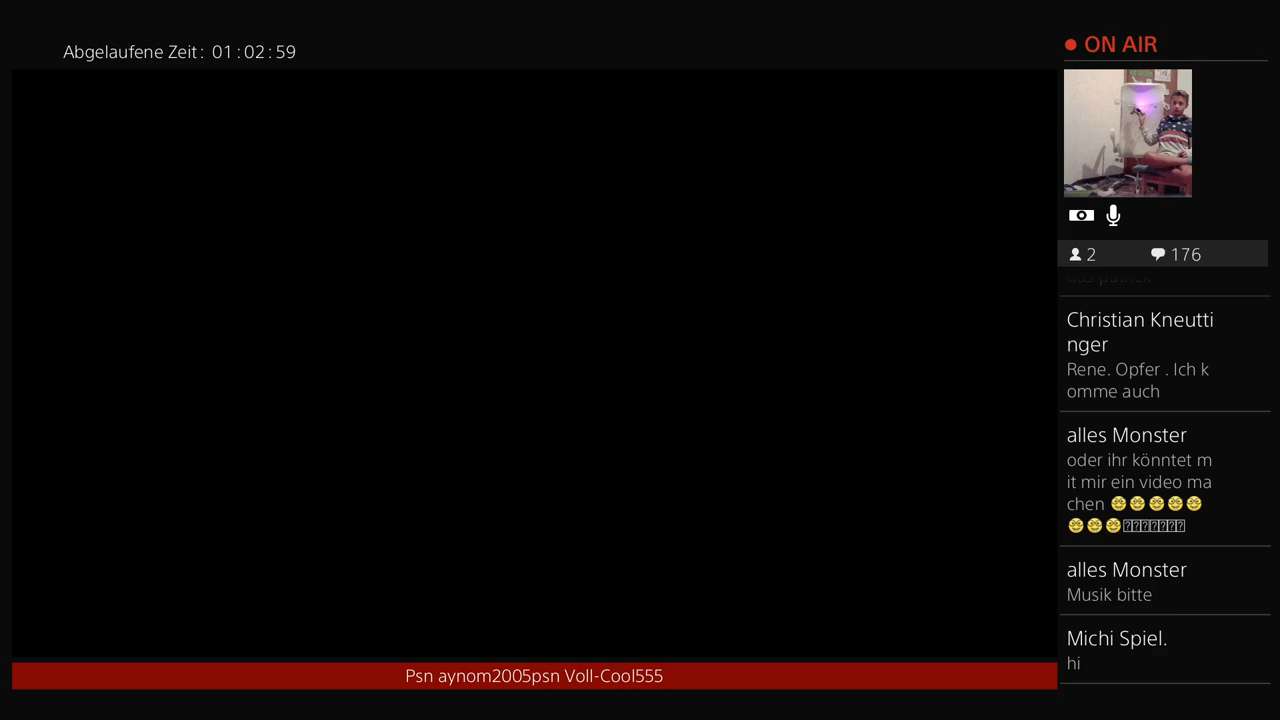 Abgelaufene Zeit: 01:02:59
ON AIR
2
176
Christian Kneutti
nger
Rene. Opfer . Ich k
omme auch
alles Monster
oder ihr könntet m
it mir ein video ma
chen
alles Monster
Musik bitte
Michi Spiel.
hi
Psn aynom2005psn Voll-Cool555